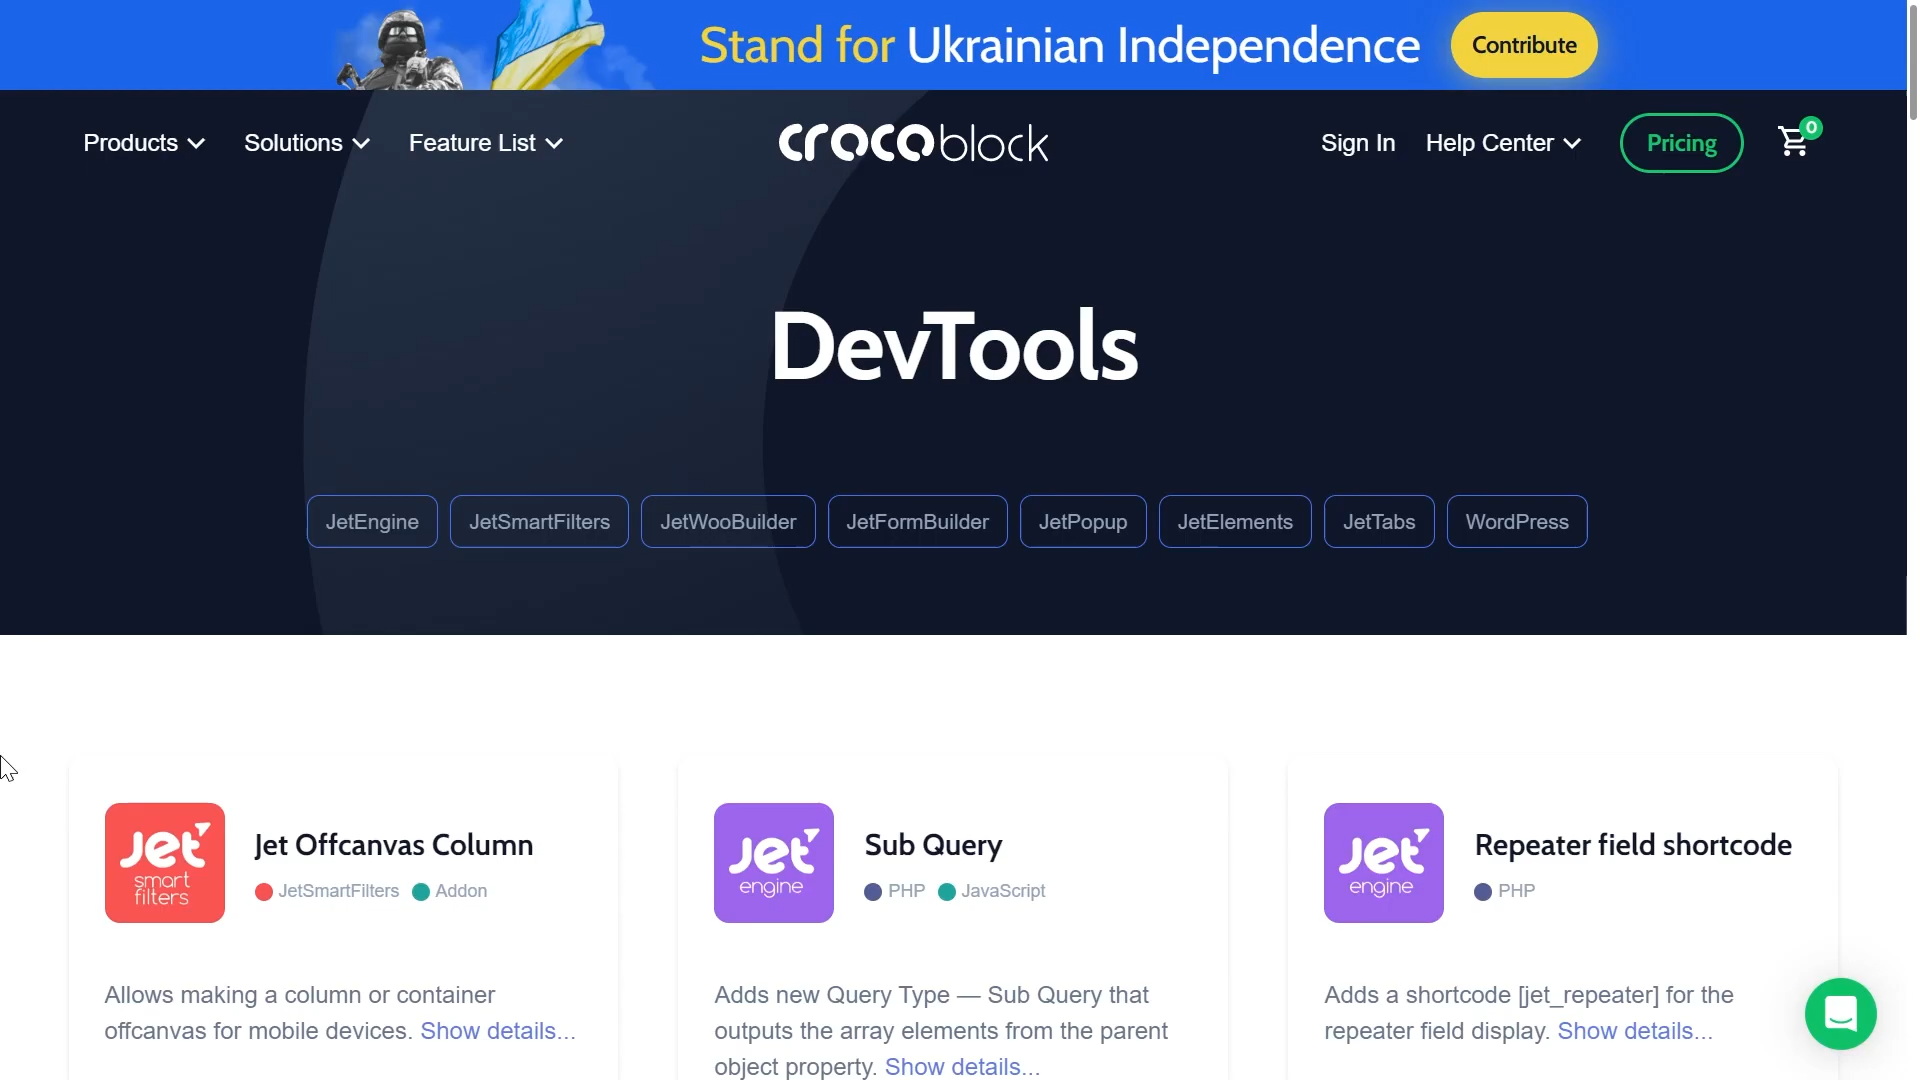 Stand for Ukrainian Independence
Contribute
Products
Solutions
Feature List
crocoblock
Sign In
Help Center
Pricing
0
DevTools
JetEngine
JetSmartFilters
JetWooBuilder
JetFormBuilder
JetPopup
JetElements
JetTabs
WordPress
Jet
smart
filters
Jet Offcanvas Column
JetSmartFilters
Addon
Allows making a column or container
offcanvas for mobile devices. Show details...
Jet
engine
Sub Query
PHP
JavaScript
Adds new Query Type — Sub Query that
outputs the array elements from the parent
object property. Show details...
Jet
engine
Repeater field shortcode
PHP
Adds a shortcode [jet_repeater] for the
repeater field display. Show details...